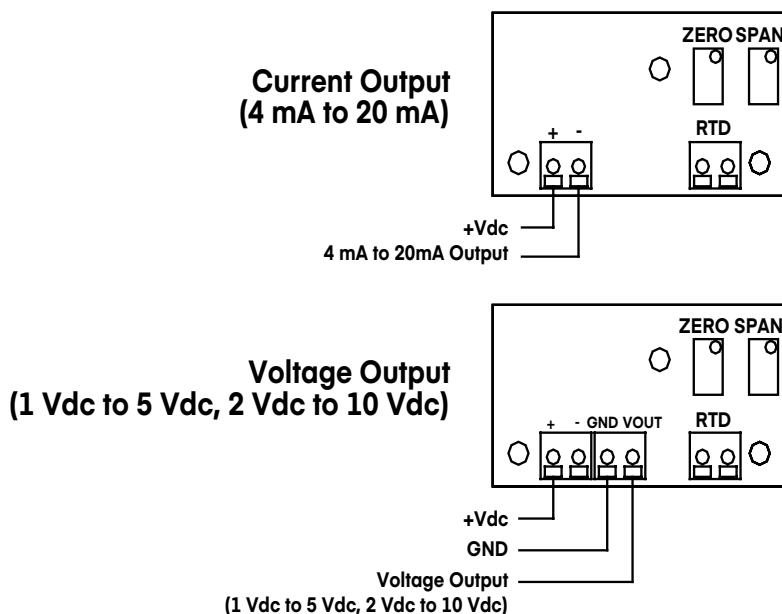 ZERO SPAN
Current Output
(4 mA to 20 mA)
+ -
RTD
+Vdc
4 mA to 20mA Output
ZERO SPAN
Voltage Output
(1 Vdc to 5 Vdc, 2 Vdc to 10 Vdc)
+ - GND VOUT
RTD
+Vdc
GND
Voltage Output
(1 Vdc to 5 Vdc, 2 Vdc to 10 Vdc)